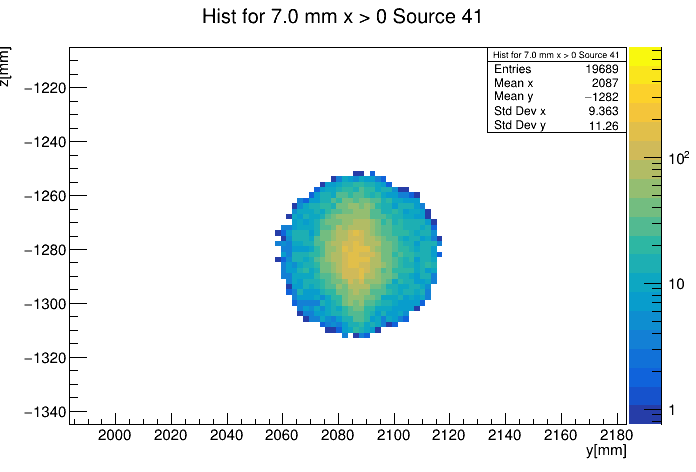 Hist for 7.0 mm x > 0 Source 41
z[mm]
Hist for 7.0 mm x > 0 Source 41
Entries 19689
Mean x 2087
Mean y −1282
Std Dev x 9.363
Std Dev y 11.26
−1220
−1240
−1260
−1280
−1300
−1320
−1340
10²
10
1
2000 2020 2040 2060 2080 2100 2120 2140 2160 2180
y[mm]